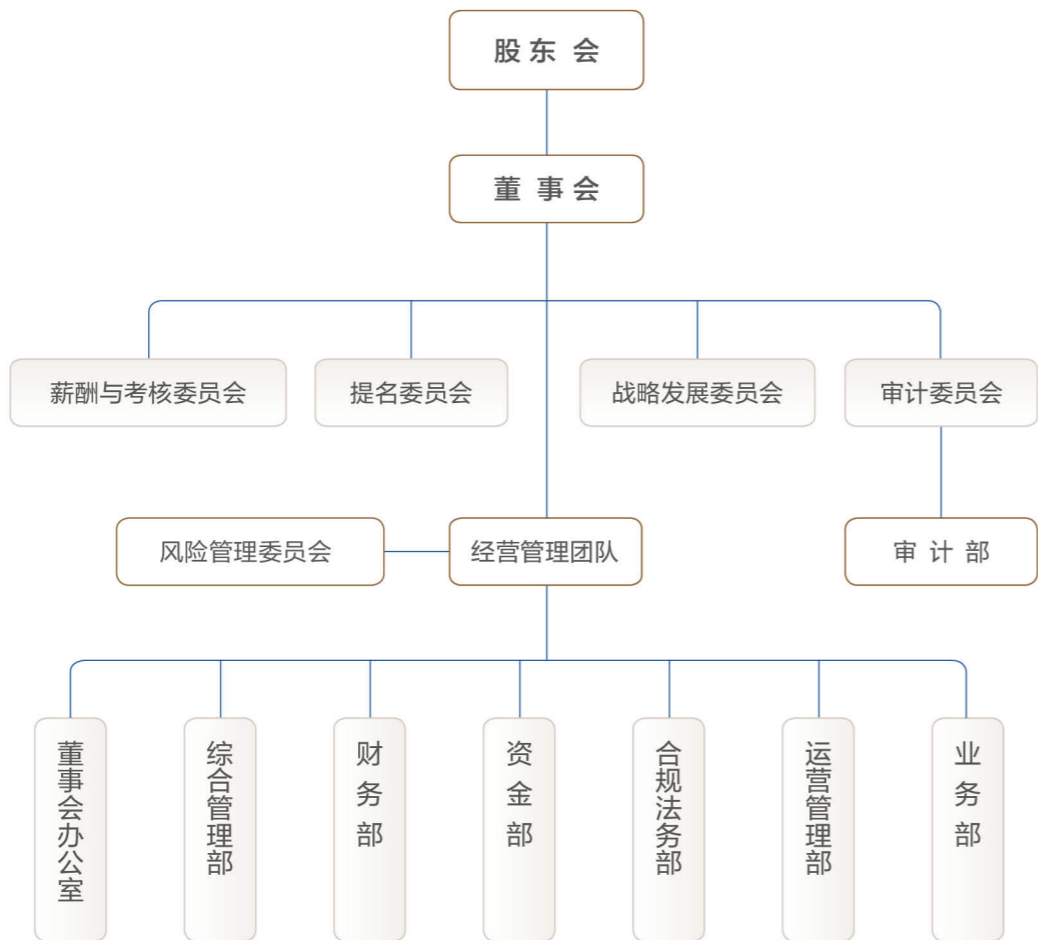 股东会
董事会
薪酬与考核委员会
提名委员会
战略发展委员会
审计委员会
风险管理委员会
经营管理团队
审计部
董事会办公室
综合管理部
财务部
资金部
合规法务部
运营管理部
业务部